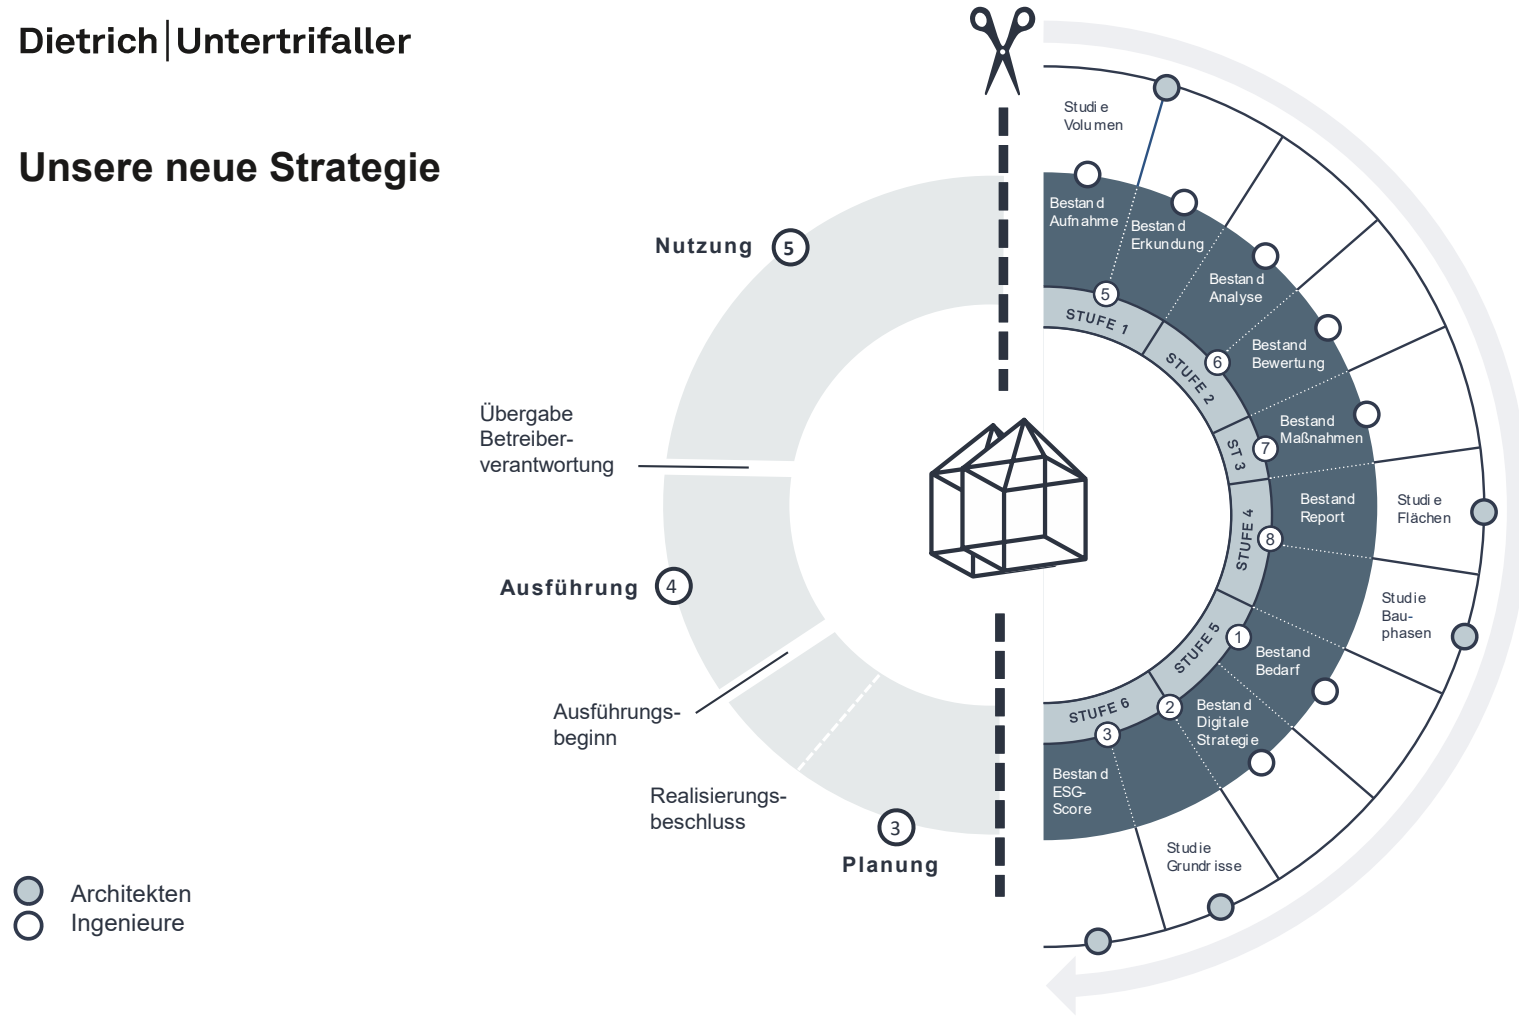 Dietrich|Untertrifaller
Unsere neue Strategie
Nutzung
5
Übergabe
Betreiber-
verantwortung
Ausführung
4
Ausführungs-
beginn
Realisierungs-
beschluss
3
Planung
Architekten
Ingenieure
Studie
Volumen
Bestand
Aufnahme
Bestand
Erkundung
Bestand
Analyse
Bestand
Bewertung
Bestand
Maßnahmen
Bestand
Report
Studie
Flächen
Studie
Bau-
phasen
Bestand
Bedarf
Bestand
Digitale
Strategie
Bestand
ESG-
Score
Studie
Grundrisse
5
STUFE 1
6
STUFE 2
7
ST 3
8
STUFE 4
1
STUFE 5
2
STUFE 6
3